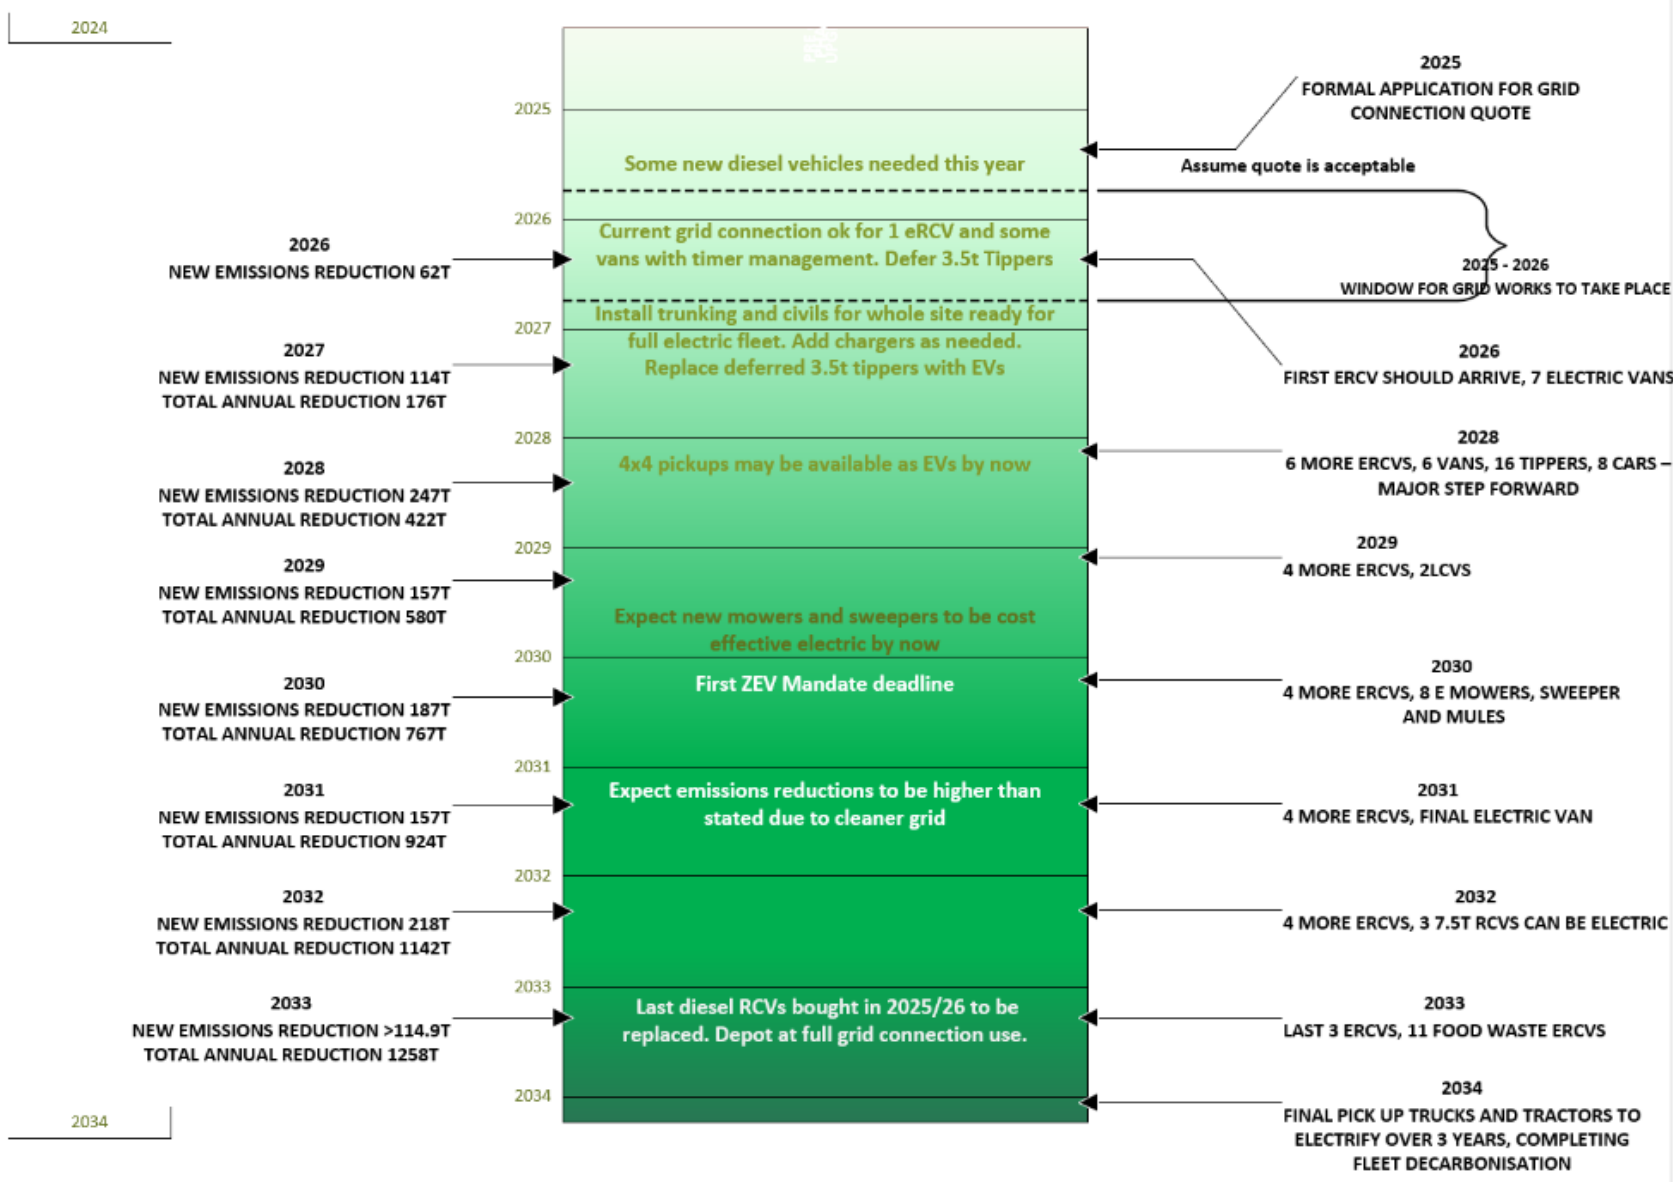 2024
2025
FORMAL APPLICATION FOR GRID
CONNECTION QUOTE
2025
Some new diesel vehicles needed this year
Assume quote is acceptable
2026
Current grid connection ok for 1 eRCV and some
vans with timer management. Defer 3.5t Tippers
2026
NEW EMISSIONS REDUCTION 62T
2025 - 2026
WINDOW FOR GRID WORKS TO TAKE PLACE
Install trunking and civils for whole site ready for
full electric fleet. Add chargers as needed.
Replace deferred 3.5t tippers with EVs
2027
2027
NEW EMISSIONS REDUCTION 114T
TOTAL ANNUAL REDUCTION 176T
2026
FIRST ERCV SHOULD ARRIVE, 7 ELECTRIC VANS
2028
4x4 pickups may be available as EVs by now
2028
NEW EMISSIONS REDUCTION 247T
TOTAL ANNUAL REDUCTION 422T
2028
6 MORE ERCVS, 6 VANS, 16 TIPPERS, 8 CARS –
MAJOR STEP FORWARD
2029
2029
NEW EMISSIONS REDUCTION 157T
TOTAL ANNUAL REDUCTION 580T
2029
4 MORE ERCVS, 2LCVS
Expect new mowers and sweepers to be cost
effective electric by now
2030
First ZEV Mandate deadline
2030
NEW EMISSIONS REDUCTION 187T
TOTAL ANNUAL REDUCTION 767T
2030
4 MORE ERCVS, 8 E MOWERS, SWEEPER
AND MULES
2031
Expect emissions reductions to be higher than
stated due to cleaner grid
2031
NEW EMISSIONS REDUCTION 157T
TOTAL ANNUAL REDUCTION 924T
2031
4 MORE ERCVS, FINAL ELECTRIC VAN
2032
2032
NEW EMISSIONS REDUCTION 218T
TOTAL ANNUAL REDUCTION 1142T
2032
4 MORE ERCVS, 3 7.5T RCVS CAN BE ELECTRIC
2033
Last diesel RCVs bought in 2025/26 to be
replaced. Depot at full grid connection use.
2033
NEW EMISSIONS REDUCTION >114.9T
TOTAL ANNUAL REDUCTION 1258T
2033
LAST 3 ERCVS, 11 FOOD WASTE ERCVS
2034
2034
FINAL PICK UP TRUCKS AND TRACTORS TO
ELECTRIFY OVER 3 YEARS, COMPLETING
FLEET DECARBONISATION
2034